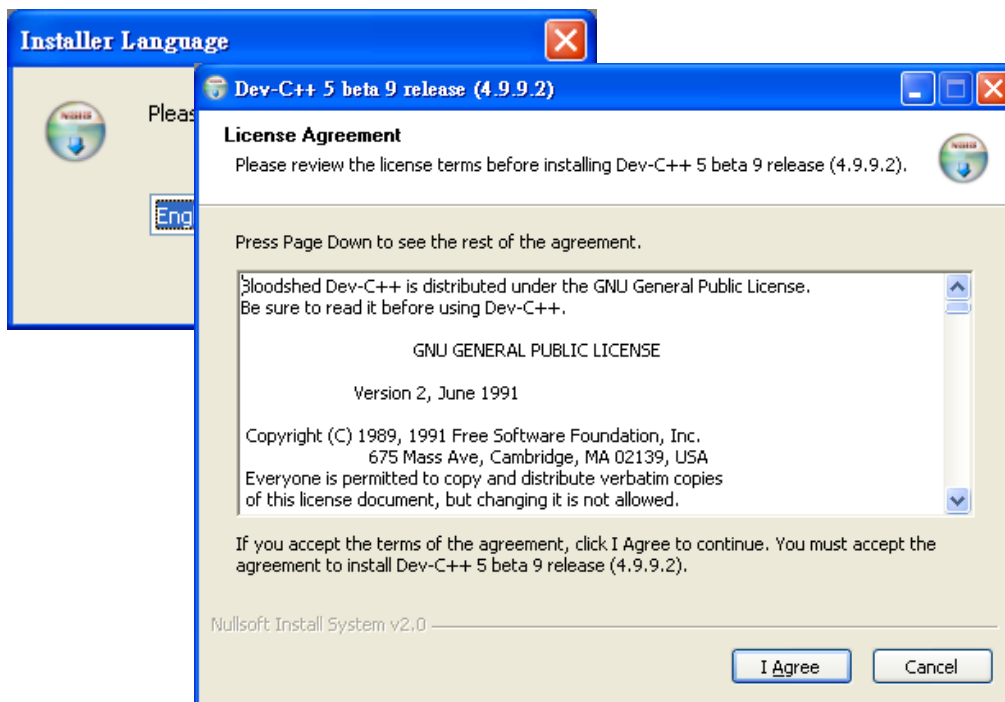 Installer Language
Pleas
Eng
Dev-C++ 5 beta 9 release (4.9.9.2)
License Agreement
Please review the license terms before installing Dev-C++ 5 beta 9 release (4.9.9.2).
Press Page Down to see the rest of the agreement.
Bloodshed Dev-C++ is distributed under the GNU General Public License.
Be sure to read it before using Dev-C++.
GNU GENERAL PUBLIC LICENSE
Version 2, June 1991
Copyright (C) 1989, 1991 Free Software Foundation, Inc.
675 Mass Ave, Cambridge, MA 02139, USA
Everyone is permitted to copy and distribute verbatim copies
of this license document, but changing it is not allowed.
If you accept the terms of the agreement, click I Agree to continue. You must accept the
agreement to install Dev-C++ 5 beta 9 release (4.9.9.2).
Nullsoft Install System v2.0
I Agree
Cancel